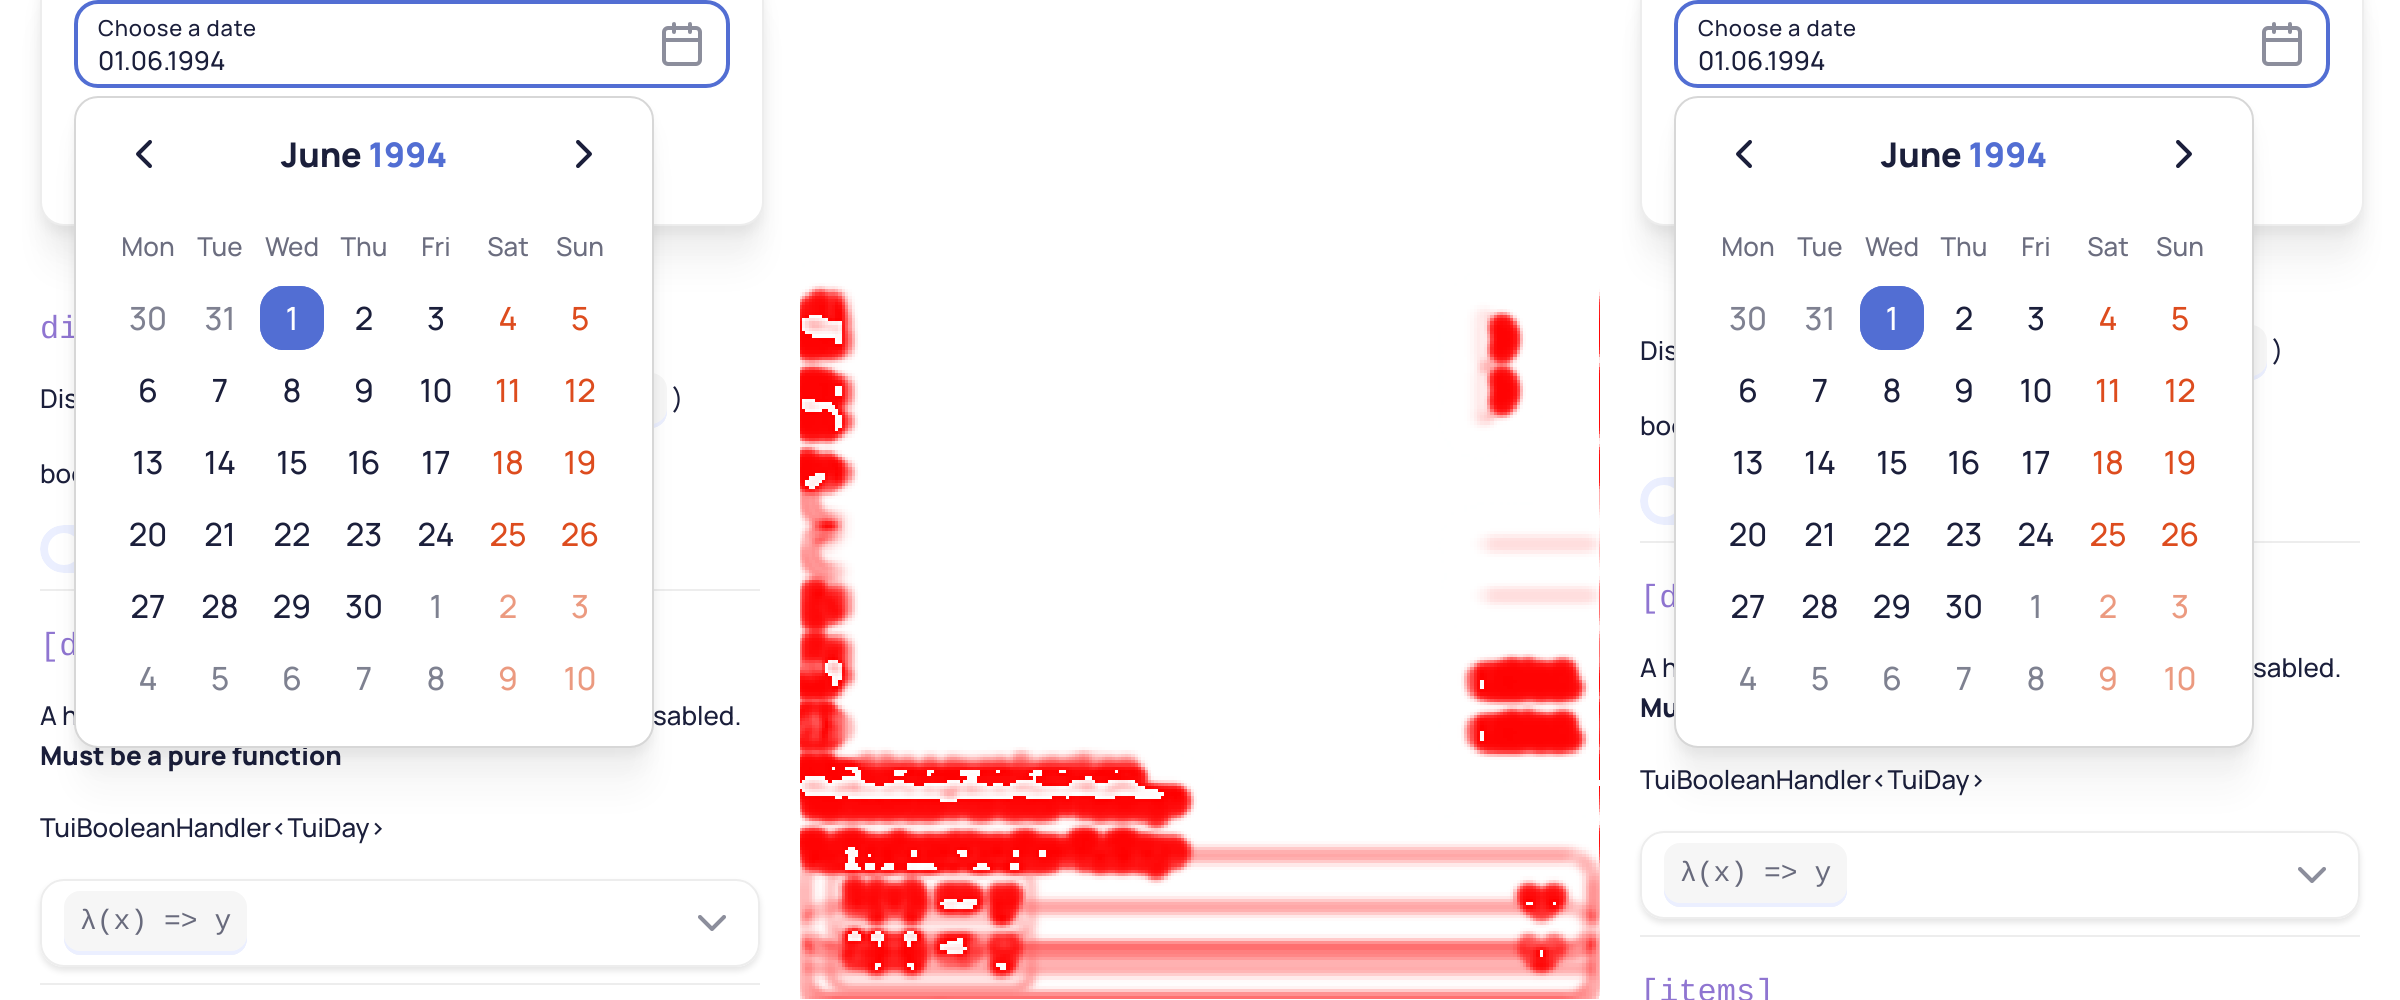 Choose a date
01.06.1994
June 1994
Mon Tue Wed Thu Fri Sat Sun
30 31 1 2 3 4 5
6 7 8 9 10 11 12
13 14 15 16 17 18 19
20 21 22 23 24 25 26
27 28 29 30 1 2 3
4 5 6 7 8 9 10
di
Dis )
boo
[d
A h sabled.
Must be a pure function
TuiBooleanHandler<TuiDay>
λ(x) => y
Choose a date
01.06.1994
June 1994
Mon Tue Wed Thu Fri Sat Sun
30 31 1 2 3 4 5
6 7 8 9 10 11 12
13 14 15 16 17 18 19
20 21 22 23 24 25 26
27 28 29 30 1 2 3
4 5 6 7 8 9 10
Dis )
boo
[d
A h sabled.
Mu
TuiBooleanHandler<TuiDay>
λ(x) => y
[items]